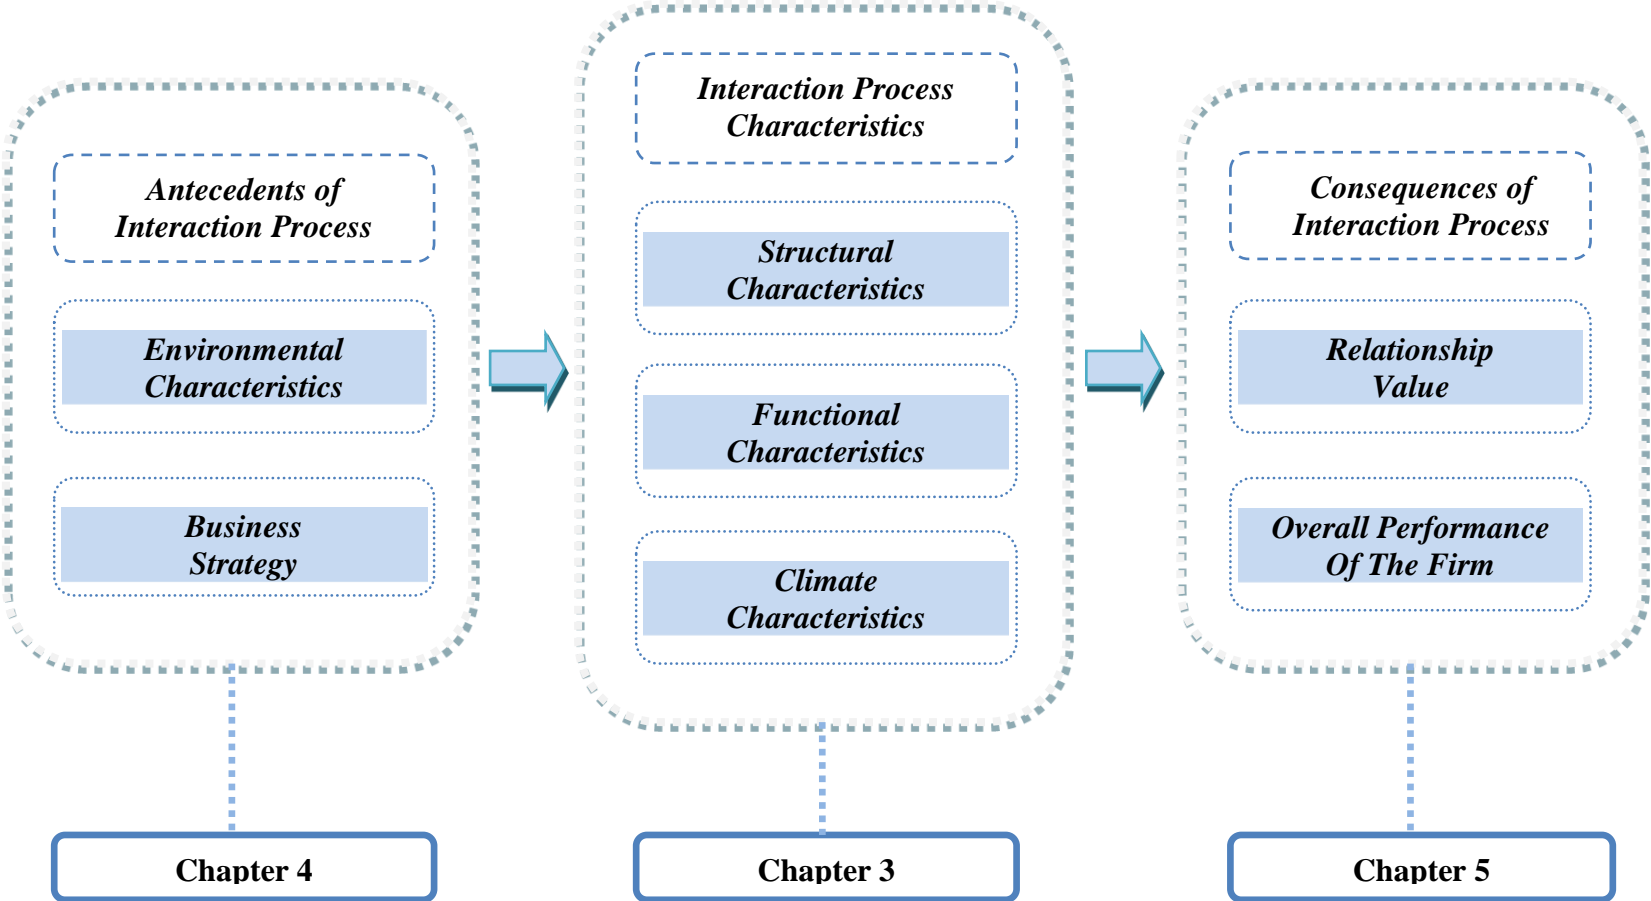 Antecedents of
Interaction Process
Environmental
Characteristics
Business
Strategy
Chapter 4
Interaction Process
Characteristics
Structural
Characteristics
Functional
Characteristics
Climate
Characteristics
Chapter 3
Consequences of
Interaction Process
Relationship
Value
Overall Performance
Of The Firm
Chapter 5